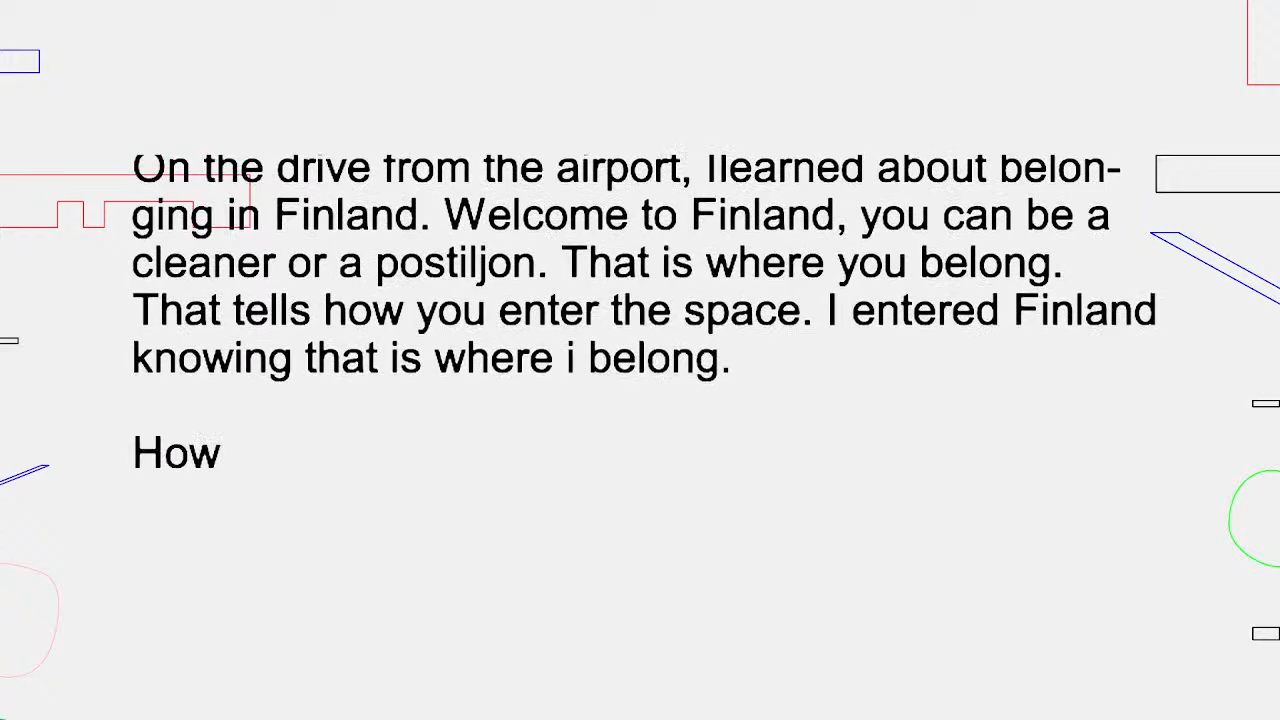 On the drive from the airport, Ilearned about belon-
ging in Finland. Welcome to Finland, you can be a
cleaner or a postiljon. That is where you belong.
That tells how you enter the space. I entered Finland
knowing that is where i belong.
How